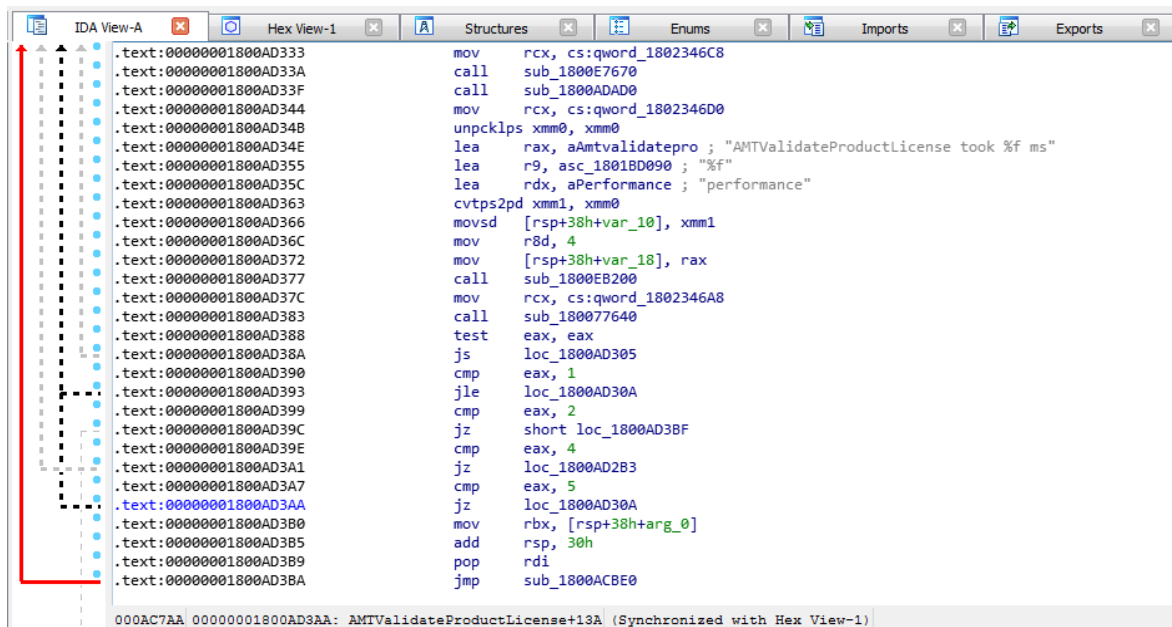 IDA View-A Hex View-1 Structures Enums Imports Exports
.text:00000001800AD333 mov rcx, cs:qword_1802346C8
.text:00000001800AD33A call sub_1800E7670
.text:00000001800AD33F call sub_1800ADAD0
.text:00000001800AD344 mov rcx, cs:qword_1802346D0
.text:00000001800AD34B unpcklps xmm0, xmm0
.text:00000001800AD34E lea rax, aAmtvalidatepro ; "AMTValidateProductLicense took %f ms"
.text:00000001800AD355 lea r9, asc_1801BD090 ; "%f"
.text:00000001800AD35C lea rdx, aPerformance ; "performance"
.text:00000001800AD363 cvtps2pd xmm1, xmm0
.text:00000001800AD366 movsd [rsp+38h+var_10], xmm1
.text:00000001800AD36C mov r8d, 4
.text:00000001800AD372 mov [rsp+38h+var_18], rax
.text:00000001800AD377 call sub_1800EB200
.text:00000001800AD37C mov rcx, cs:qword_1802346A8
.text:00000001800AD383 call sub_180077640
.text:00000001800AD388 test eax, eax
.text:00000001800AD38A js loc_1800AD305
.text:00000001800AD390 cmp eax, 1
.text:00000001800AD393 jle loc_1800AD30A
.text:00000001800AD399 cmp eax, 2
.text:00000001800AD39C jz short loc_1800AD3BF
.text:00000001800AD39E cmp eax, 4
.text:00000001800AD3A1 jz loc_1800AD2B3
.text:00000001800AD3A7 cmp eax, 5
.text:00000001800AD3AA jz loc_1800AD30A
.text:00000001800AD3B0 mov rbx, [rsp+38h+arg_0]
.text:00000001800AD3B5 add rsp, 30h
.text:00000001800AD3B9 pop rdi
.text:00000001800AD3BA jmp sub_1800ACBE0
000AC7AA 00000001800AD3AA: AMTValidateProductLicense+13A (Synchronized with Hex View-1)